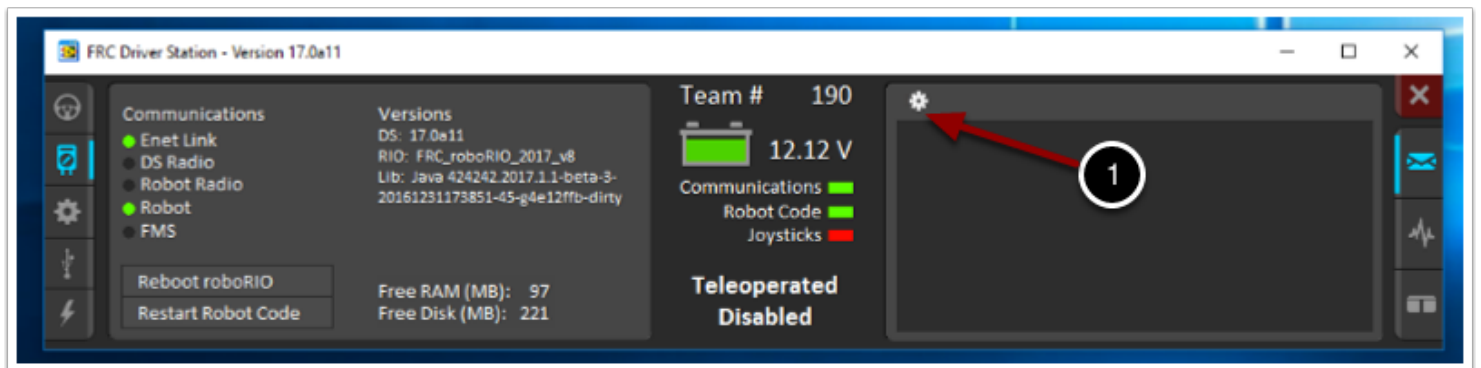 FRC Driver Station - Version 17.0a11
Communications
Enet Link
DS Radio
Robot Radio
Robot
FMS
Reboot roboRIO
Restart Robot Code
Versions
DS: 17.0a11
RIO: FRC_roboRIO_2017_v8
Lib: Java 424242.2017.1.1-beta-3-
20161231173851-45-g4e12ffb-dirty
Free RAM (MB): 97
Free Disk (MB): 221
Team # 190
12.12 V
Communications
Robot Code
Joysticks
Teleoperated
Disabled
1